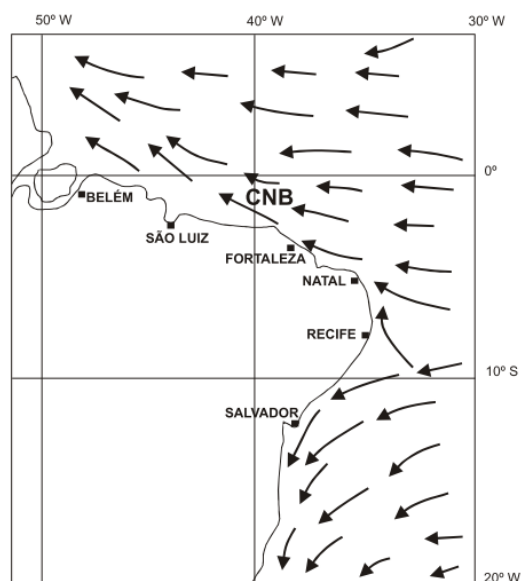 50º W 40º W 30º W
0º
CNB
BELÉM
SÃO LUIZ
FORTALEZA
NATAL
RECIFE
10º S
SALVADOR
20º W